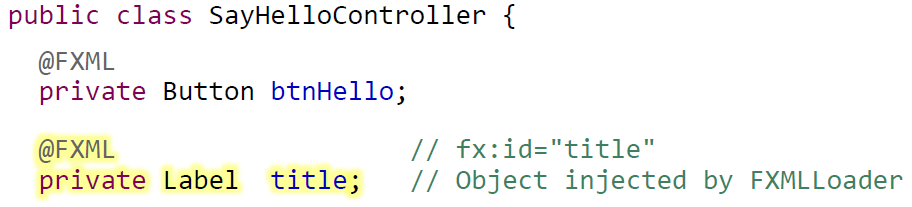 public class SayHelloController {
@FXML
private Button btnHello;
@FXML // fx:id="title"
private Label title; // Object injected by FXMLLoader